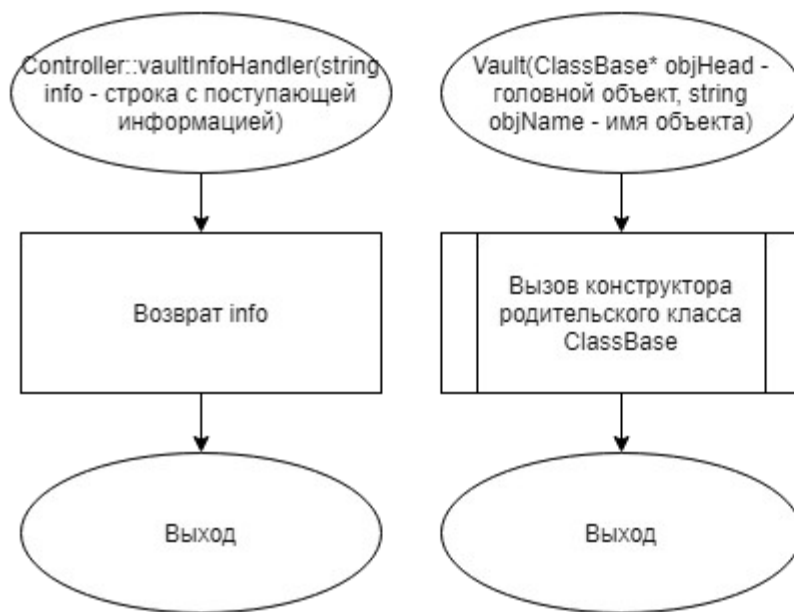 Controller::vaultInfoHandler(string
info - строка с поступающей
информацией)
Возврат info
Выход
Vault(ClassBase* objHead -
головной объект, string
objName - имя объекта)
Вызов конструктора
родительского класса
ClassBase
Выход